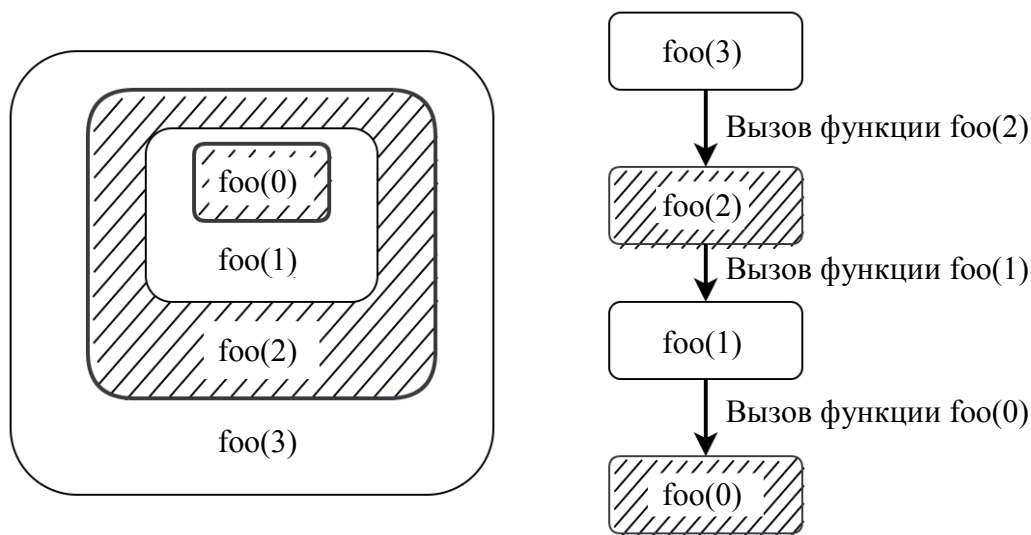 foo(0)
foo(1)
foo(2)
foo(3)
foo(3)
Вызов функции foo(2)
foo(2)
Вызов функции foo(1)
foo(1)
Вызов функции foo(0)
foo(0)